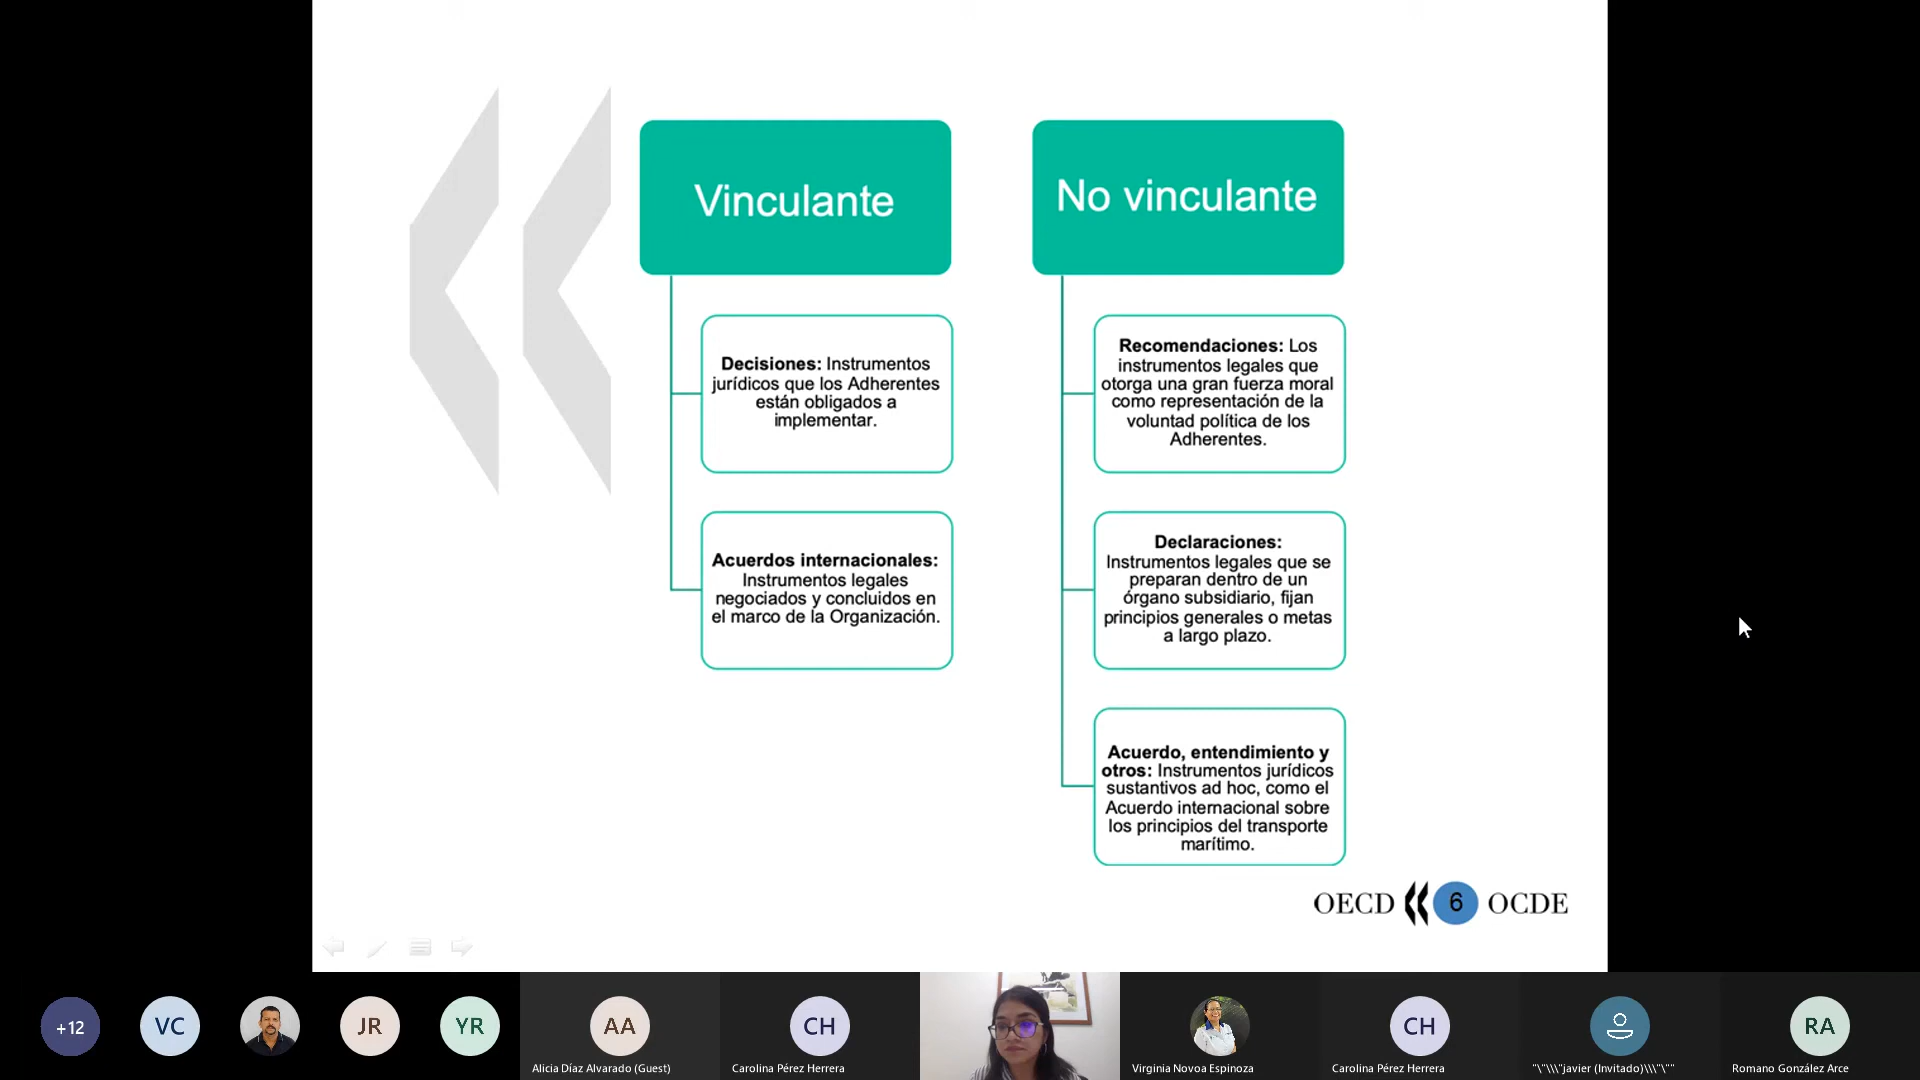 Vinculante
Decisiones: Instrumentos
jurídicos que los Adherentes
están obligados a
implementar.
Acuerdos internacionales:
Instrumentos legales
negociados y concluidos en
el marco de la Organización.
No vinculante
Recomendaciones: Los
instrumentos legales que
otorga una gran fuerza moral
como representación de la
voluntad política de los
Adherentes.
Declaraciones:
Instrumentos legales que se
preparan dentro de un
órgano subsidiario, fijan
principios generales o metas
a largo plazo.
Acuerdo, entendimiento y
otros: Instrumentos jurídicos
sustantivos ad hoc, como el
Acuerdo internacional sobre
los principios del transporte
marítimo.
OECD 6 OCDE
+12
VC
JR
YR
AA
Alicia Díaz Alvarado (Guest)
CH
Carolina Pérez Herrera
Virginia Novoa Espinoza
CH
Carolina Pérez Herrera
"\"\\\"javier (Invitado)\\\"\""
RA
Romano González Arce